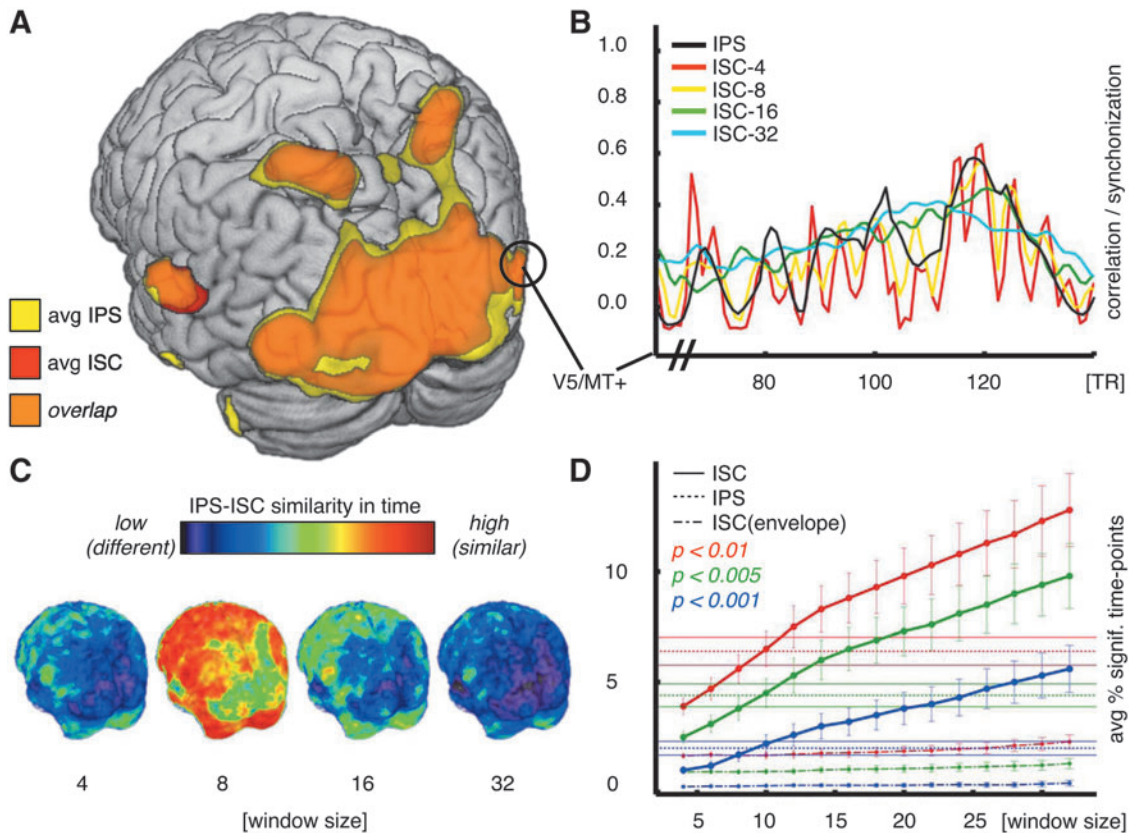 A
avg IPS
avg ISC
overlap
V5/MT+
B
IPS
ISC-4
ISC-8
ISC-16
ISC-32
1.0
0.8
0.6
0.4
0.2
0.0
80
100
120
[TR]
correlation / synchonization
C
IPS-ISC similarity in time
low
(different)
high
(similar)
4
8
16
32
[window size]
D
ISC
IPS
ISC(envelope)
p < 0.01
p < 0.005
p < 0.001
10
5
0
5
10
15
20
25
[window size]
avg % signif. time-points